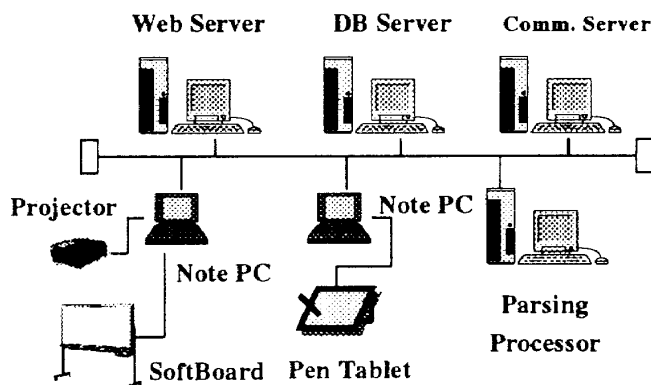 Web Server
DB Server
Comm. Server
Projector
Note PC
Note PC
SoftBoard
Pen Tablet
Parsing
Processor